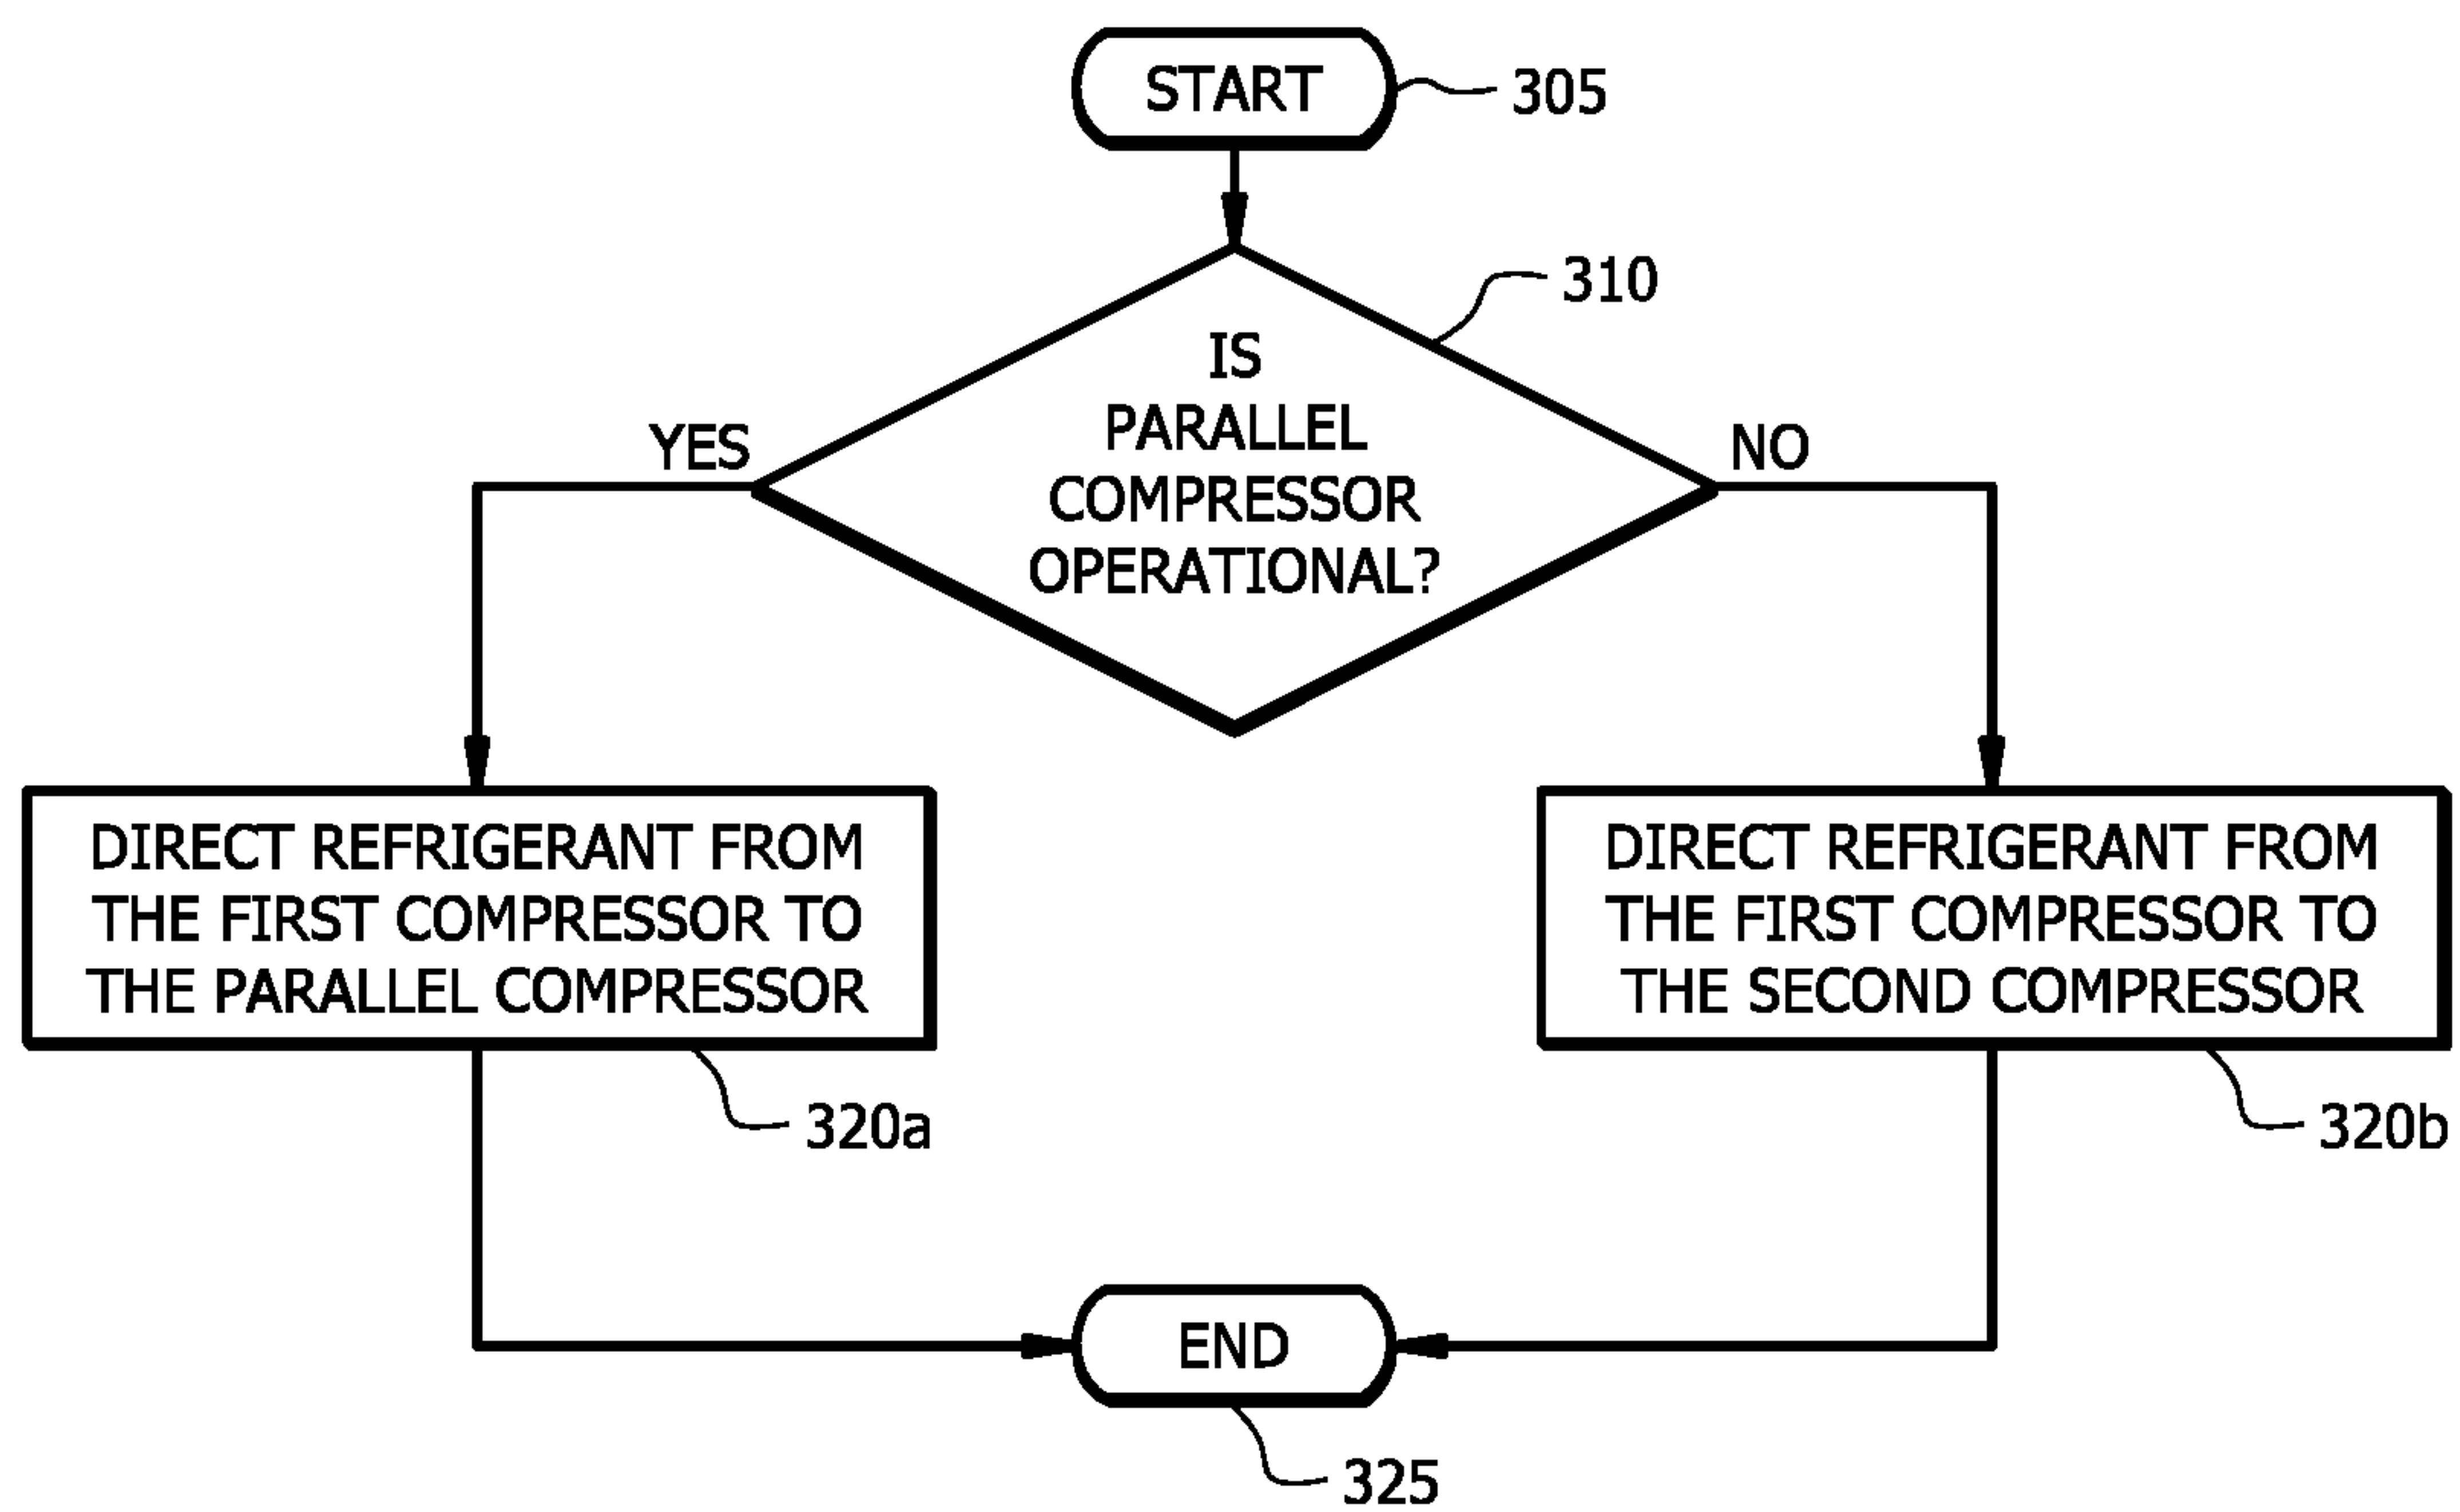 START
305
310
IS
PARALLEL
COMPRESSOR
OPERATIONAL?
YES
NO
DIRECT REFRIGERANT FROM
THE FIRST COMPRESSOR TO
THE PARALLEL COMPRESSOR
320a
DIRECT REFRIGERANT FROM
THE FIRST COMPRESSOR TO
THE SECOND COMPRESSOR
320b
END
325